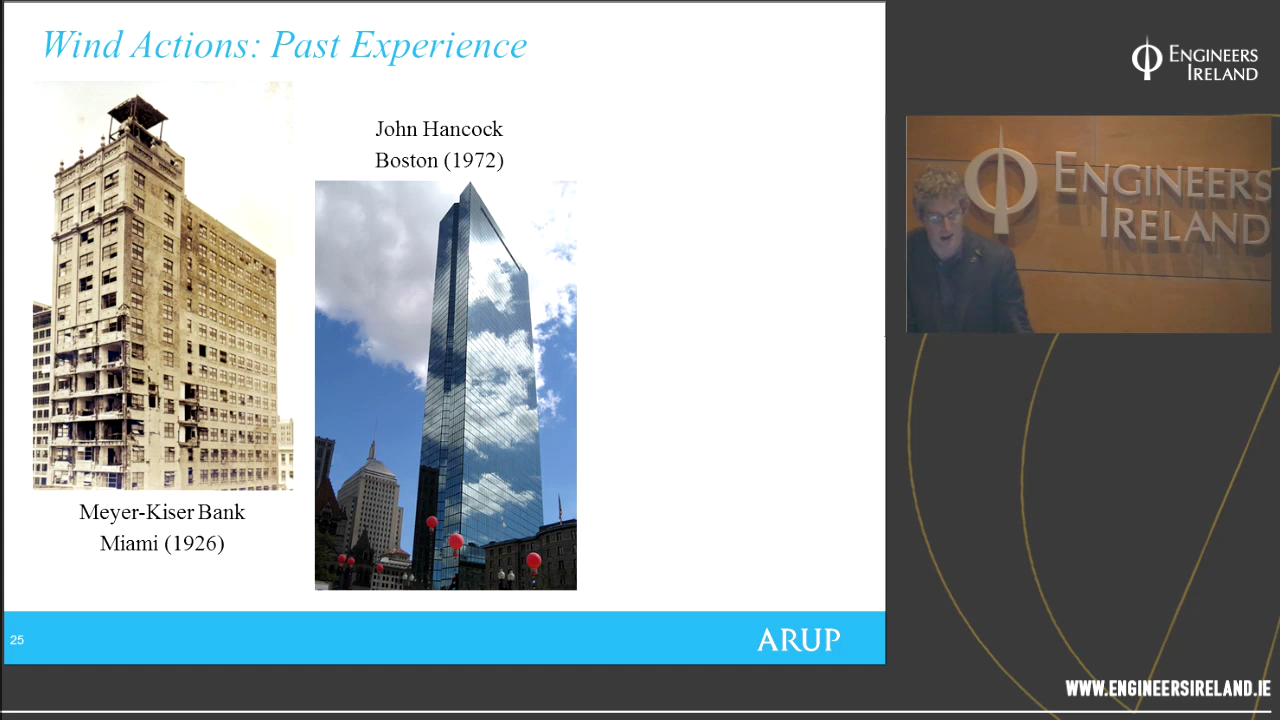 Wind Actions: Past Experience
John Hancock
Boston (1972)
Meyer-Kiser Bank
Miami (1926)
25
ARUP
ENGINEERS
IRELAND
ENGINEERS
IRELAND
WWW.ENGINEERSIRELAND.IE